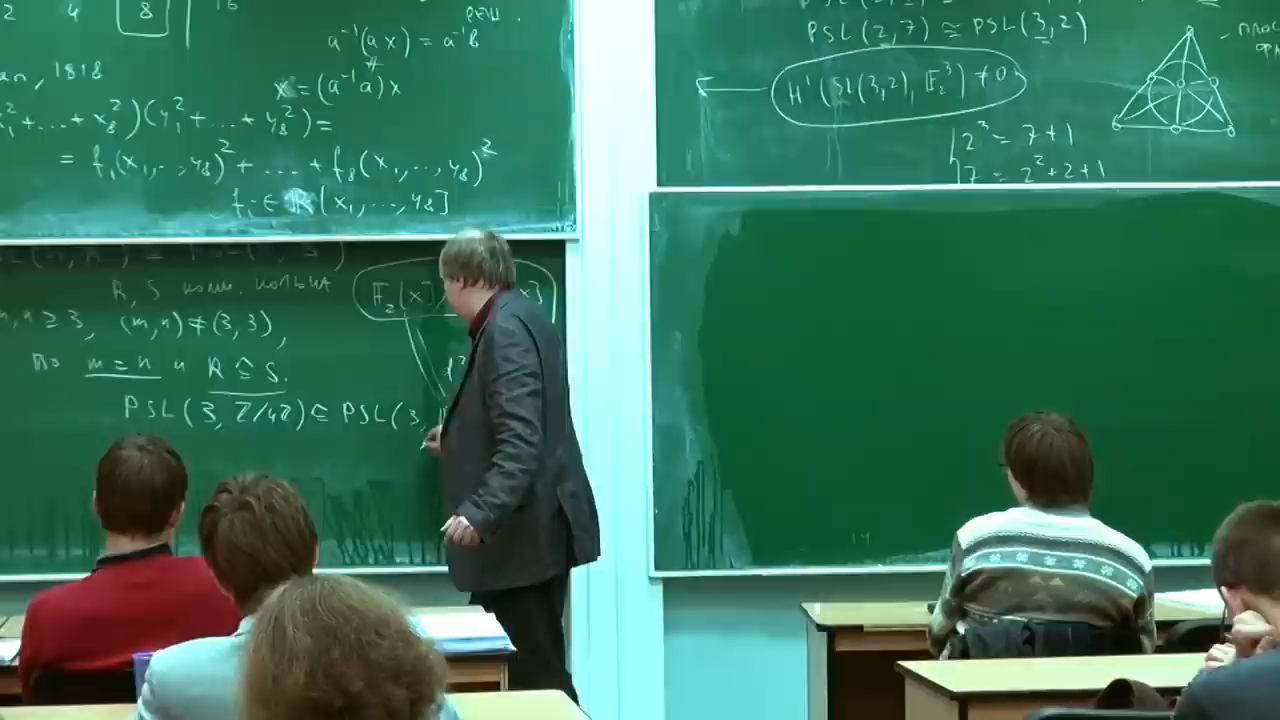 2 4 8 16
реш.
a⁻¹(ax) = a⁻¹b
, 1818
x = (a⁻¹a)x
+...+ x₈²)(y₁²+...+ y₈²) =
= f₁(x₁,..,y₈)² + ... + f₈(x₁,...,y₈)²
fᵢ ∈ ℝ[x₁,...,y₈]
R, S комм. кольца
𝔽₂[x]
n ≥ 3, (m,n) ≠ (3,3),
m = n и R ≅ S.
PSL(3, ℤ/4ℤ) ≅ PSL(3,
PSL(2,7) ≅ PSL(3,2)
H¹(SL(3,2), 𝔽₂³) ≠ 0
2³ = 7+1
7 = 2²+2+1